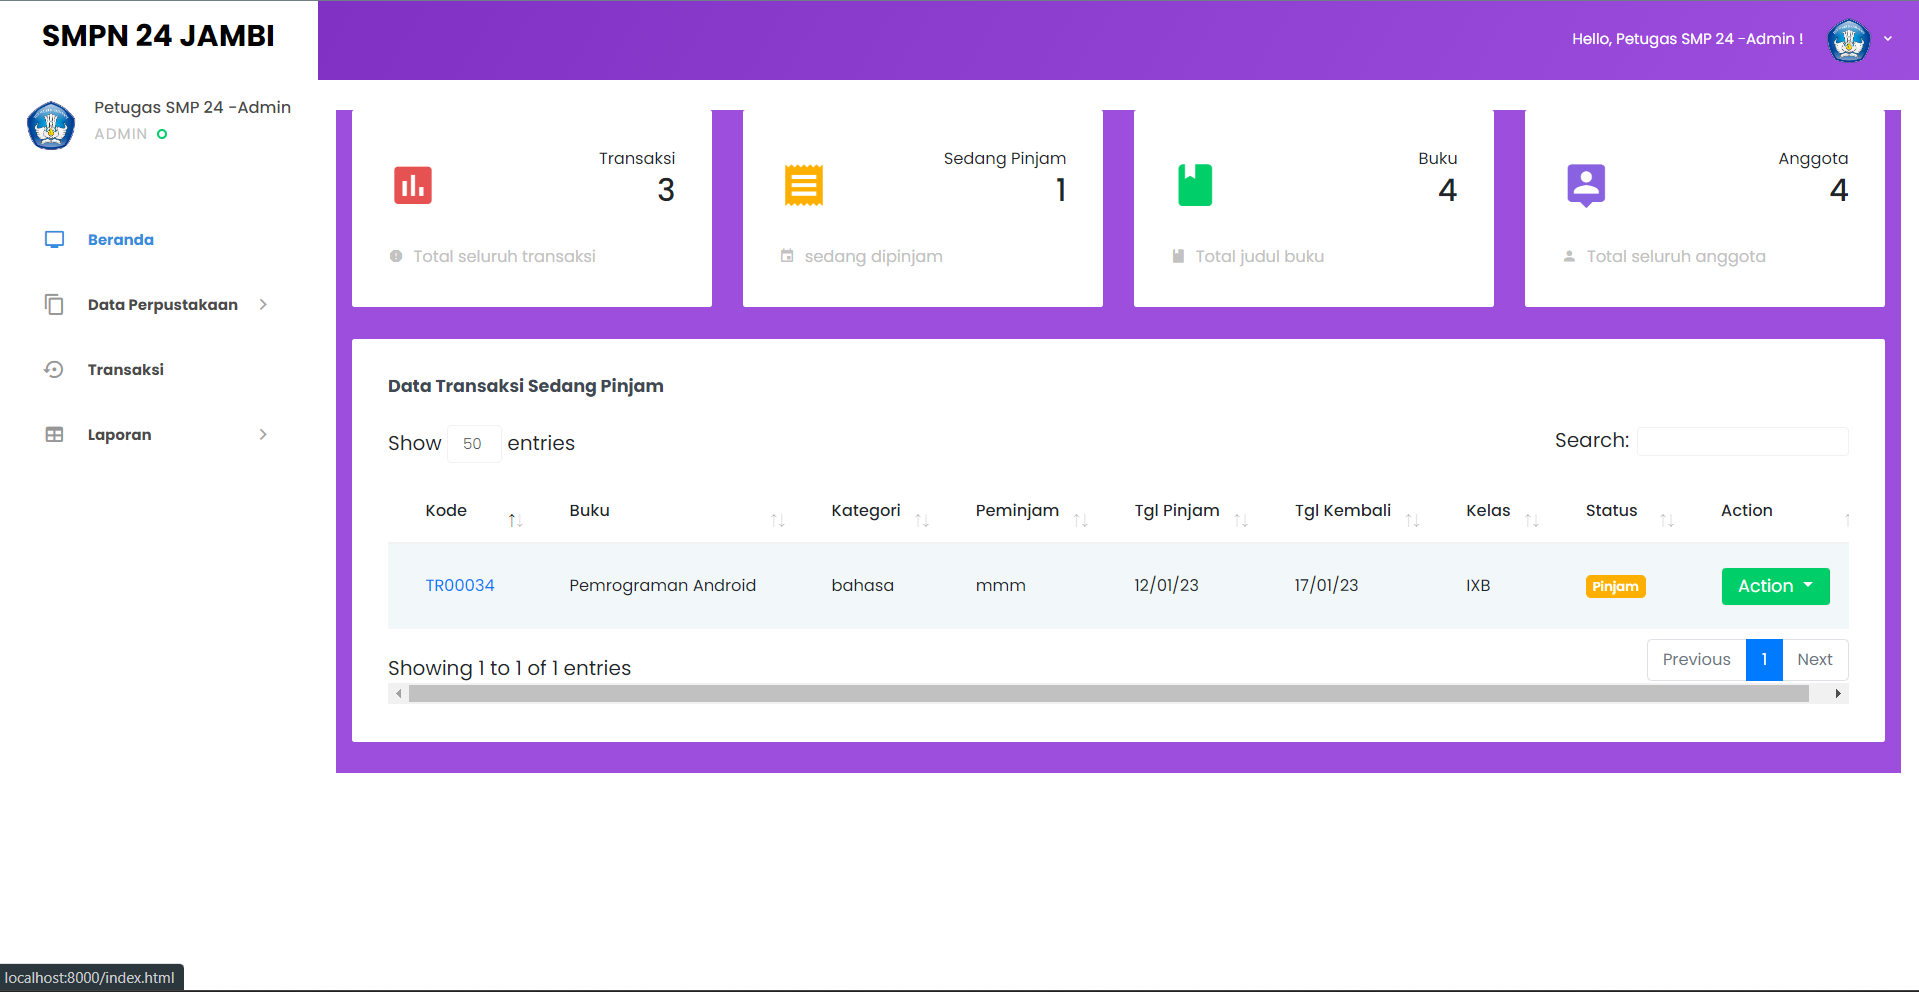 SMPN 24 JAMBI
Hello, Petugas SMP 24 -Admin !
Petugas SMP 24 -Admin
ADMIN
Beranda
Data Perpustakaan
Transaksi
Laporan
Transaksi
3
Total seluruh transaksi
Sedang Pinjam
1
sedang dipinjam
Buku
4
Total judul buku
Anggota
4
Total seluruh anggota
Data Transaksi Sedang Pinjam
Show 50 entries
Search:
Kode Buku Kategori Peminjam Tgl Pinjam Tgl Kembali Kelas Status Action
TR00034 Pemrograman Android bahasa mmm 12/01/23 17/01/23 IXB Pinjam Action
Showing 1 to 1 of 1 entries
Previous 1 Next
localhost:8000/index.html